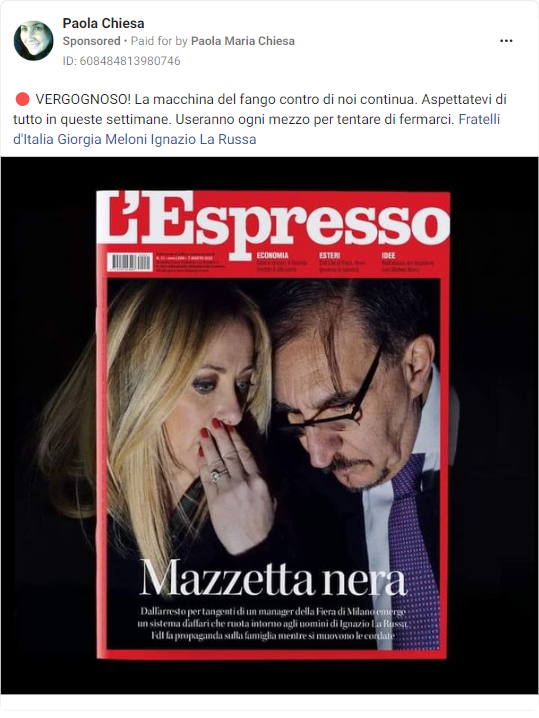 Paola Chiesa
Sponsored • Paid for by Paola Maria Chiesa
ID: 608484813980746
🔴 VERGOGNOSO! La macchina del fango contro di noi continua. Aspettatevi di
tutto in queste settimane. Useranno ogni mezzo per tentare di fermarci. Fratelli
d'Italia Giorgia Meloni Ignazio La Russa
L'Espresso
ECONOMIA
ESTERI
IDEE
Mazzetta nera
Dall'arresto per tangenti di un manager della Fiera di Milano emerge
un sistema d'affari che ruota intorno agli uomini di Ignazio La Russa.
FdI fa propaganda sulla famiglia mentre si muovono le cordate